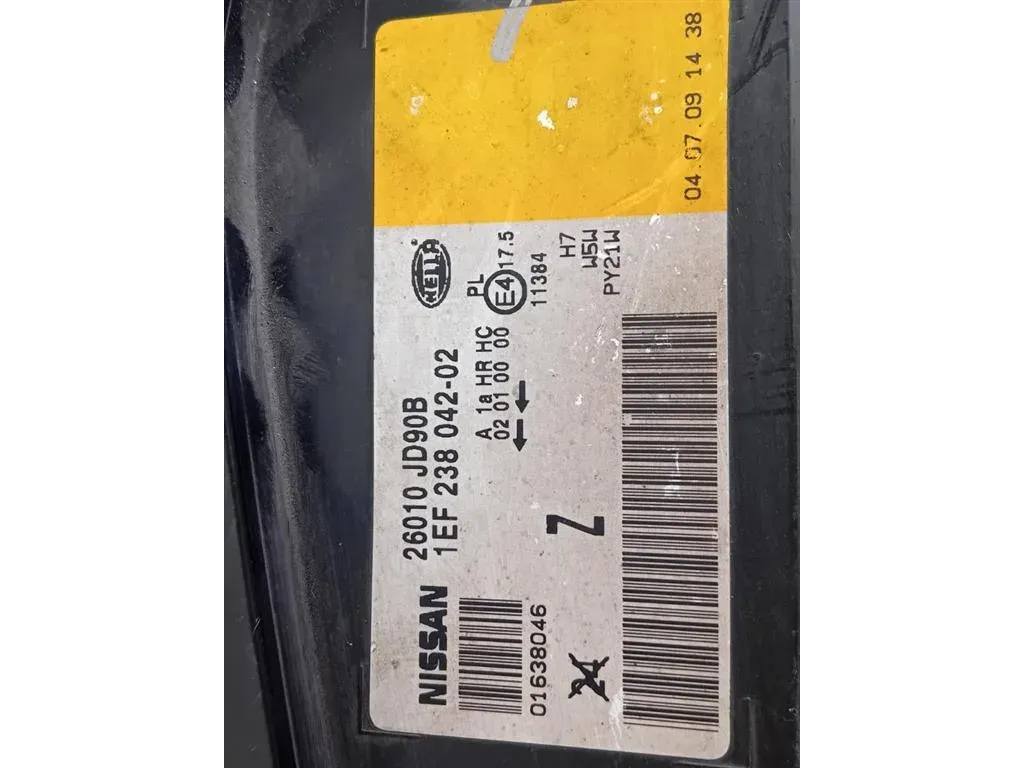 NISSAN
26010 JD90B
1EF 238 042-02
HELLA®
01638046
A 1a HR HC PL
02 01 00 00
E4 17.5
11384
← ←
24
Z
H7
W5W
PY21W
04.07.09 14 38